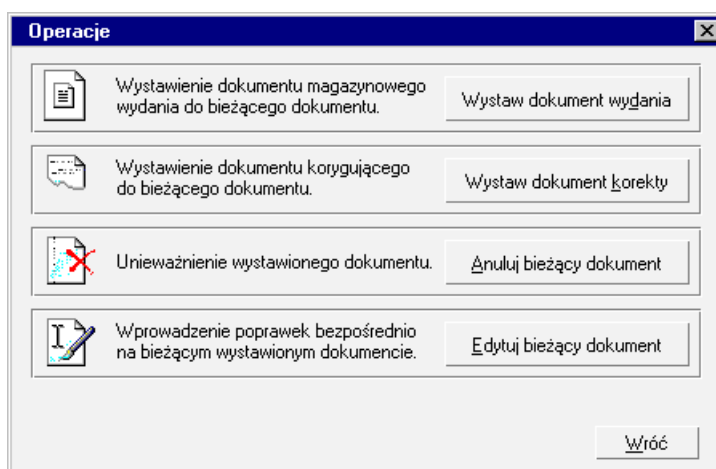 Operacje
Wystawienie dokumentu magazynowego
wydania do bieżącego dokumentu.
Wystaw dokument wydania
Wystawienie dokumentu korygującego
do bieżącego dokumentu.
Wystaw dokument korekty
Unieważnienie wystawionego dokumentu.
Anuluj bieżący dokument
Wprowadzenie poprawek bezpośrednio
na bieżącym wystawionym dokumencie.
Edytuj bieżący dokument
Wróć